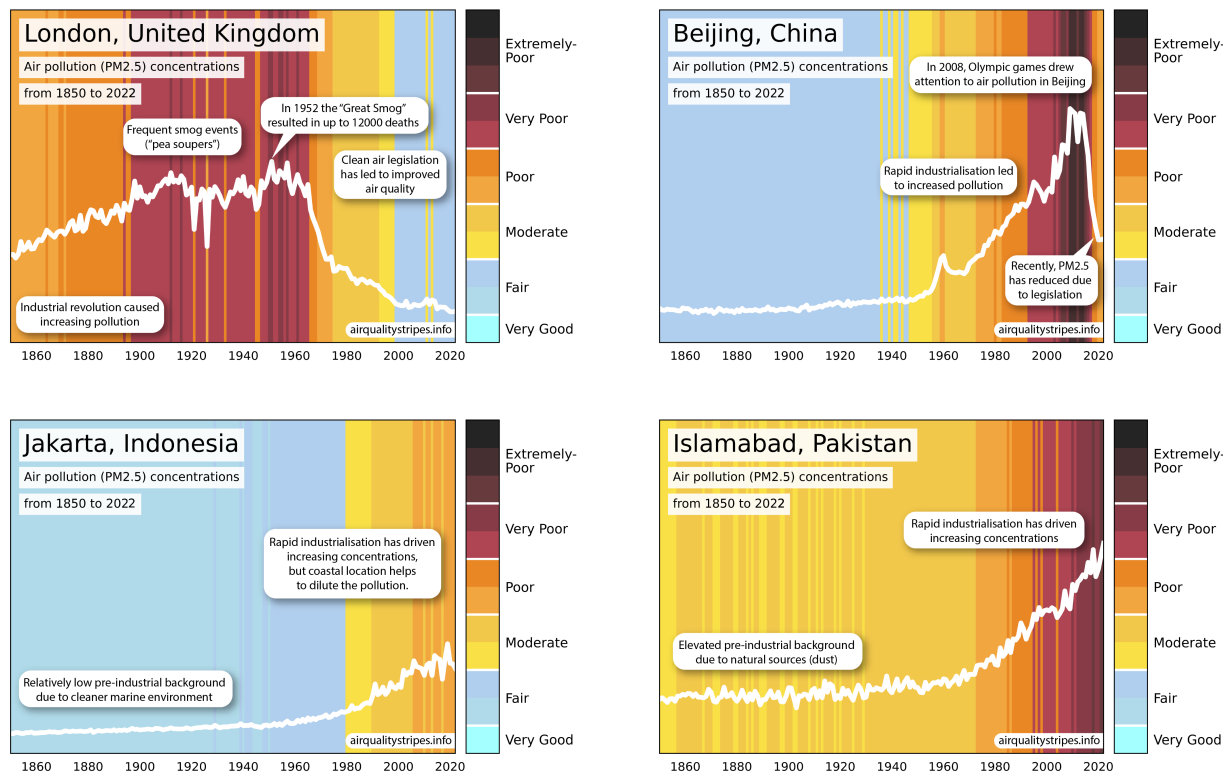 London, United Kingdom
Air pollution (PM2.5) concentrations
from 1850 to 2022
Frequent smog events
("pea soupers")
In 1952 the "Great Smog"
resulted in up to 12000 deaths
Clean air legislation
has led to improved
air quality
Industrial revolution caused
increasing pollution
airqualitystripes.info
1860 1880 1900 1920 1940 1960 1980 2000 2020
Extremely-
Poor
Very Poor
Poor
Moderate
Fair
Very Good
Beijing, China
Air pollution (PM2.5) concentrations
from 1850 to 2022
In 2008, Olympic games drew
attention to air pollution in Beijing
Rapid industrialisation led
to increased pollution
Recently, PM2.5
has reduced due
to legislation
airqualitystripes.info
1860 1880 1900 1920 1940 1960 1980 2000 2020
Extremely-
Poor
Very Poor
Poor
Moderate
Fair
Very Good
Jakarta, Indonesia
Air pollution (PM2.5) concentrations
from 1850 to 2022
Rapid industrialisation has driven
increasing concentrations,
but coastal location helps
to dilute the pollution.
Relatively low pre-industrial background
due to cleaner marine environment
airqualitystripes.info
1860 1880 1900 1920 1940 1960 1980 2000 2020
Extremely-
Poor
Very Poor
Poor
Moderate
Fair
Very Good
Islamabad, Pakistan
Air pollution (PM2.5) concentrations
from 1850 to 2022
Rapid industrialisation has driven
increasing concentrations
Elevated pre-industrial background
due to natural sources (dust)
airqualitystripes.info
1860 1880 1900 1920 1940 1960 1980 2000 2020
Extremely-
Poor
Very Poor
Poor
Moderate
Fair
Very Good